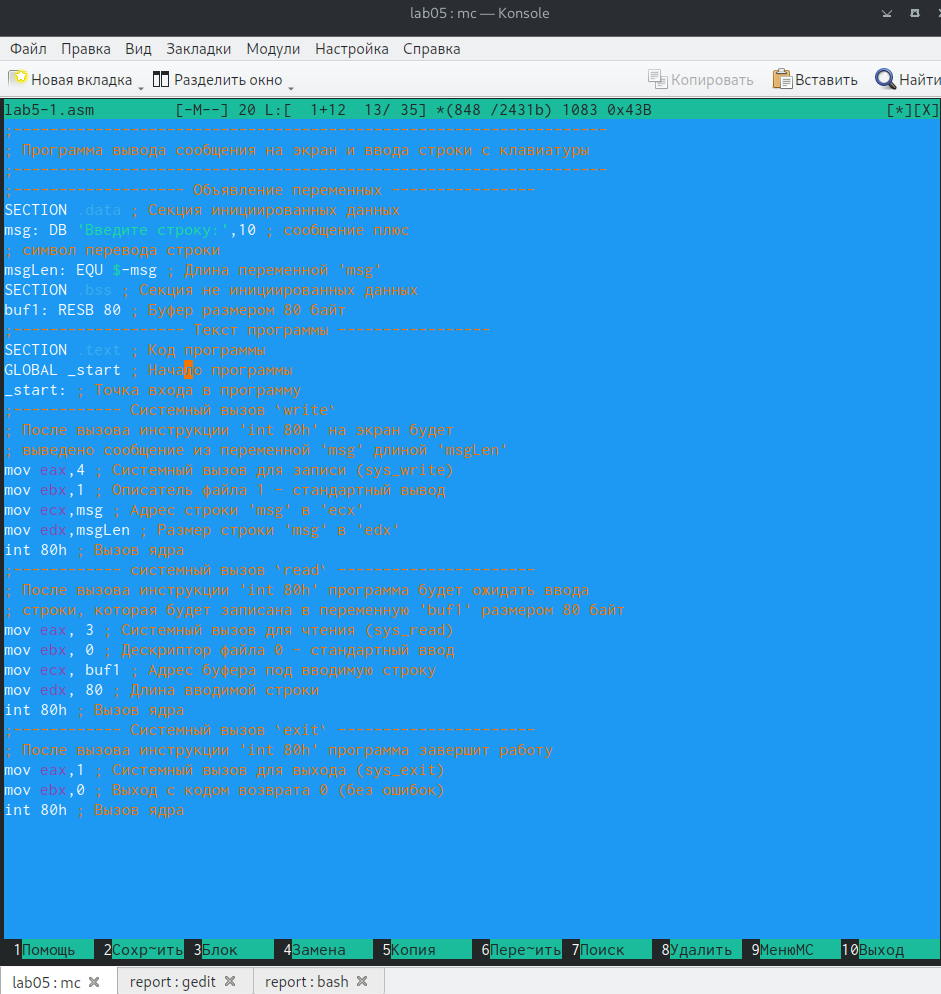 lab05 : mc — Konsole
Файл Правка Вид Закладки Модули Настройка Справка
Новая вкладка Разделить окно Копировать Вставить Найти
lab5-1.asm [-M--] 20 L:[ 1+12 13/ 35] *(848 /2431b) 1083 0x43B [*][X]
;------------------------------------------------------------------
; Программа вывода сообщения на экран и ввода строки с клавиатуры
;------------------------------------------------------------------
;------------------- Объявление переменных ----------------
SECTION .data ; Секция инициированных данных
msg: DB 'Введите строку:',10 ; сообщение плюс
; символ перевода строки
msgLen: EQU $-msg ; Длина переменной 'msg'
SECTION .bss ; Секция не инициированных данных
buf1: RESB 80 ; Буфер размером 80 байт
;------------------- Текст программы -----------------
SECTION .text ; Код программы
GLOBAL _start ; Начало программы
_start: ; Точка входа в программу
;------------ Системный вызов `write`
; После вызова инструкции 'int 80h' на экран будет
; выведено сообщение из переменной 'msg' длиной 'msgLen'
mov eax,4 ; Системный вызов для записи (sys_write)
mov ebx,1 ; Описатель файла 1 - стандартный вывод
mov ecx,msg ; Адрес строки 'msg' в 'ecx'
mov edx,msgLen ; Размер строки 'msg' в 'edx'
int 80h ; Вызов ядра
;------------ системный вызов `read` ----------------------
; После вызова инструкции 'int 80h' программа будет ожидать ввода
; строки, которая будет записана в переменную 'buf1' размером 80 байт
mov eax, 3 ; Системный вызов для чтения (sys_read)
mov ebx, 0 ; Дескриптор файла 0 - стандартный ввод
mov ecx, buf1 ; Адрес буфера под вводимую строку
mov edx, 80 ; Длина вводимой строки
int 80h ; Вызов ядра
;------------ Системный вызов `exit` ----------------------
; После вызова инструкции 'int 80h' программа завершит работу
mov eax,1 ; Системный вызов для выхода (sys_exit)
mov ebx,0 ; Выход с кодом возврата 0 (без ошибок)
int 80h ; Вызов ядра
1Помощь 2Сохр~ить 3Блок 4Замена 5Копия 6Пере~ить 7Поиск 8Удалить 9МенюMC 10Выход
lab05 : mc report : gedit report : bash